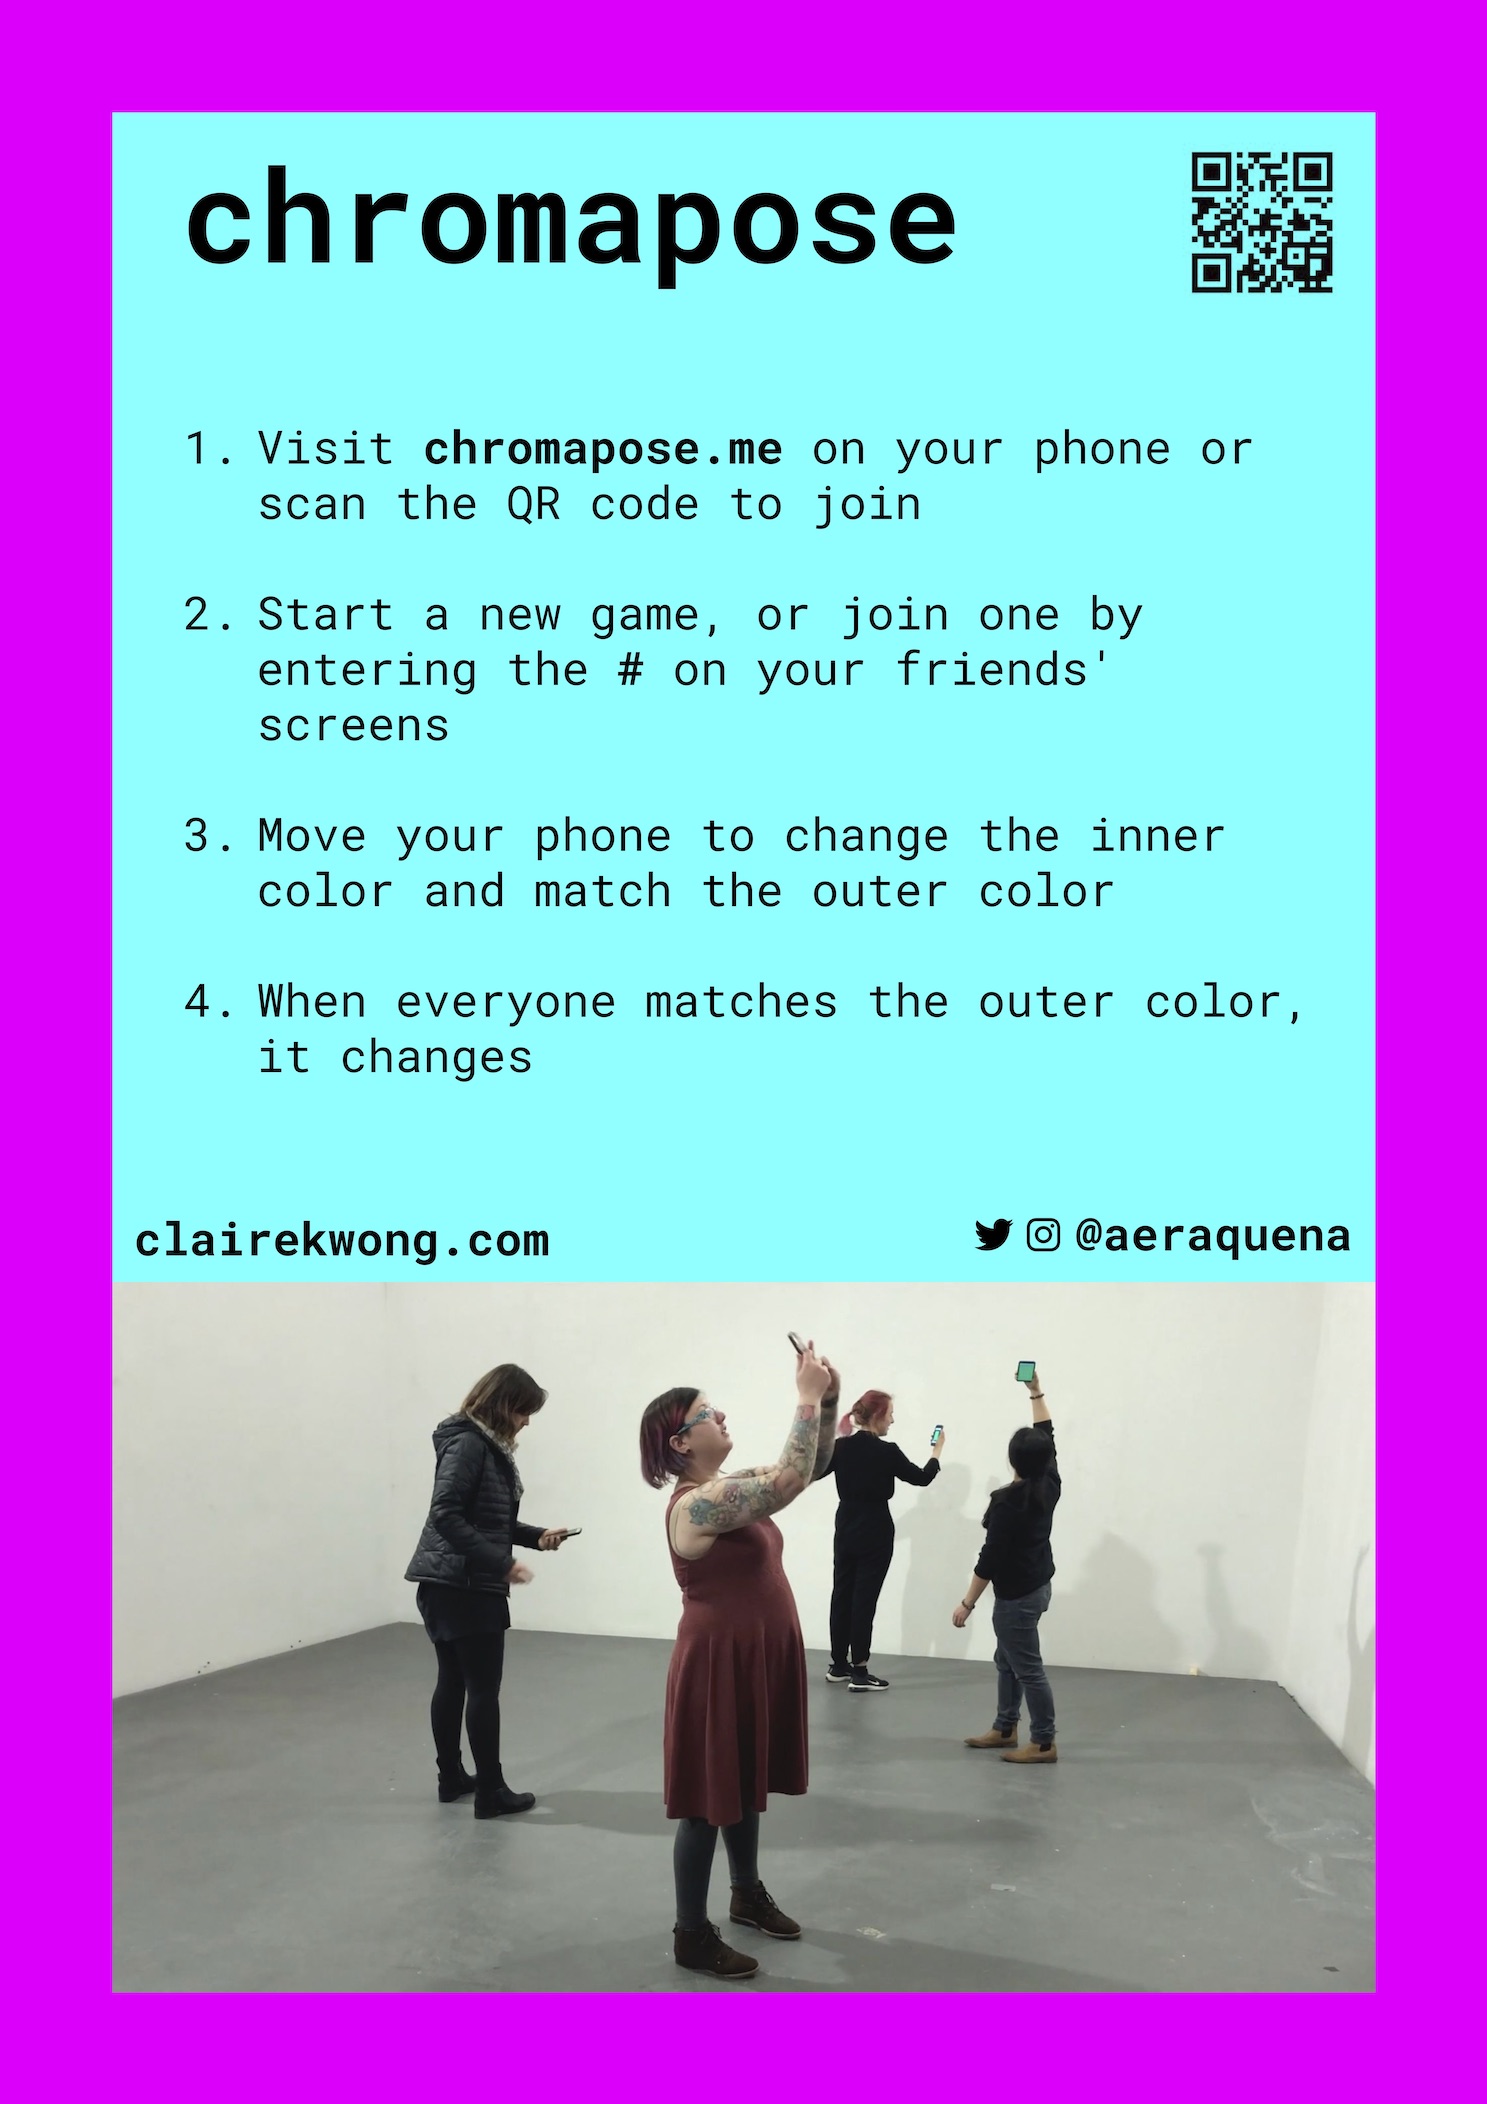 chromapose
1. Visit chromapose.me on your phone or
scan the QR code to join
2. Start a new game, or join one by
entering the # on your friends'
screens
3. Move your phone to change the inner
color and match the outer color
4. When everyone matches the outer color,
it changes
clairekwong.com
@aeraquena